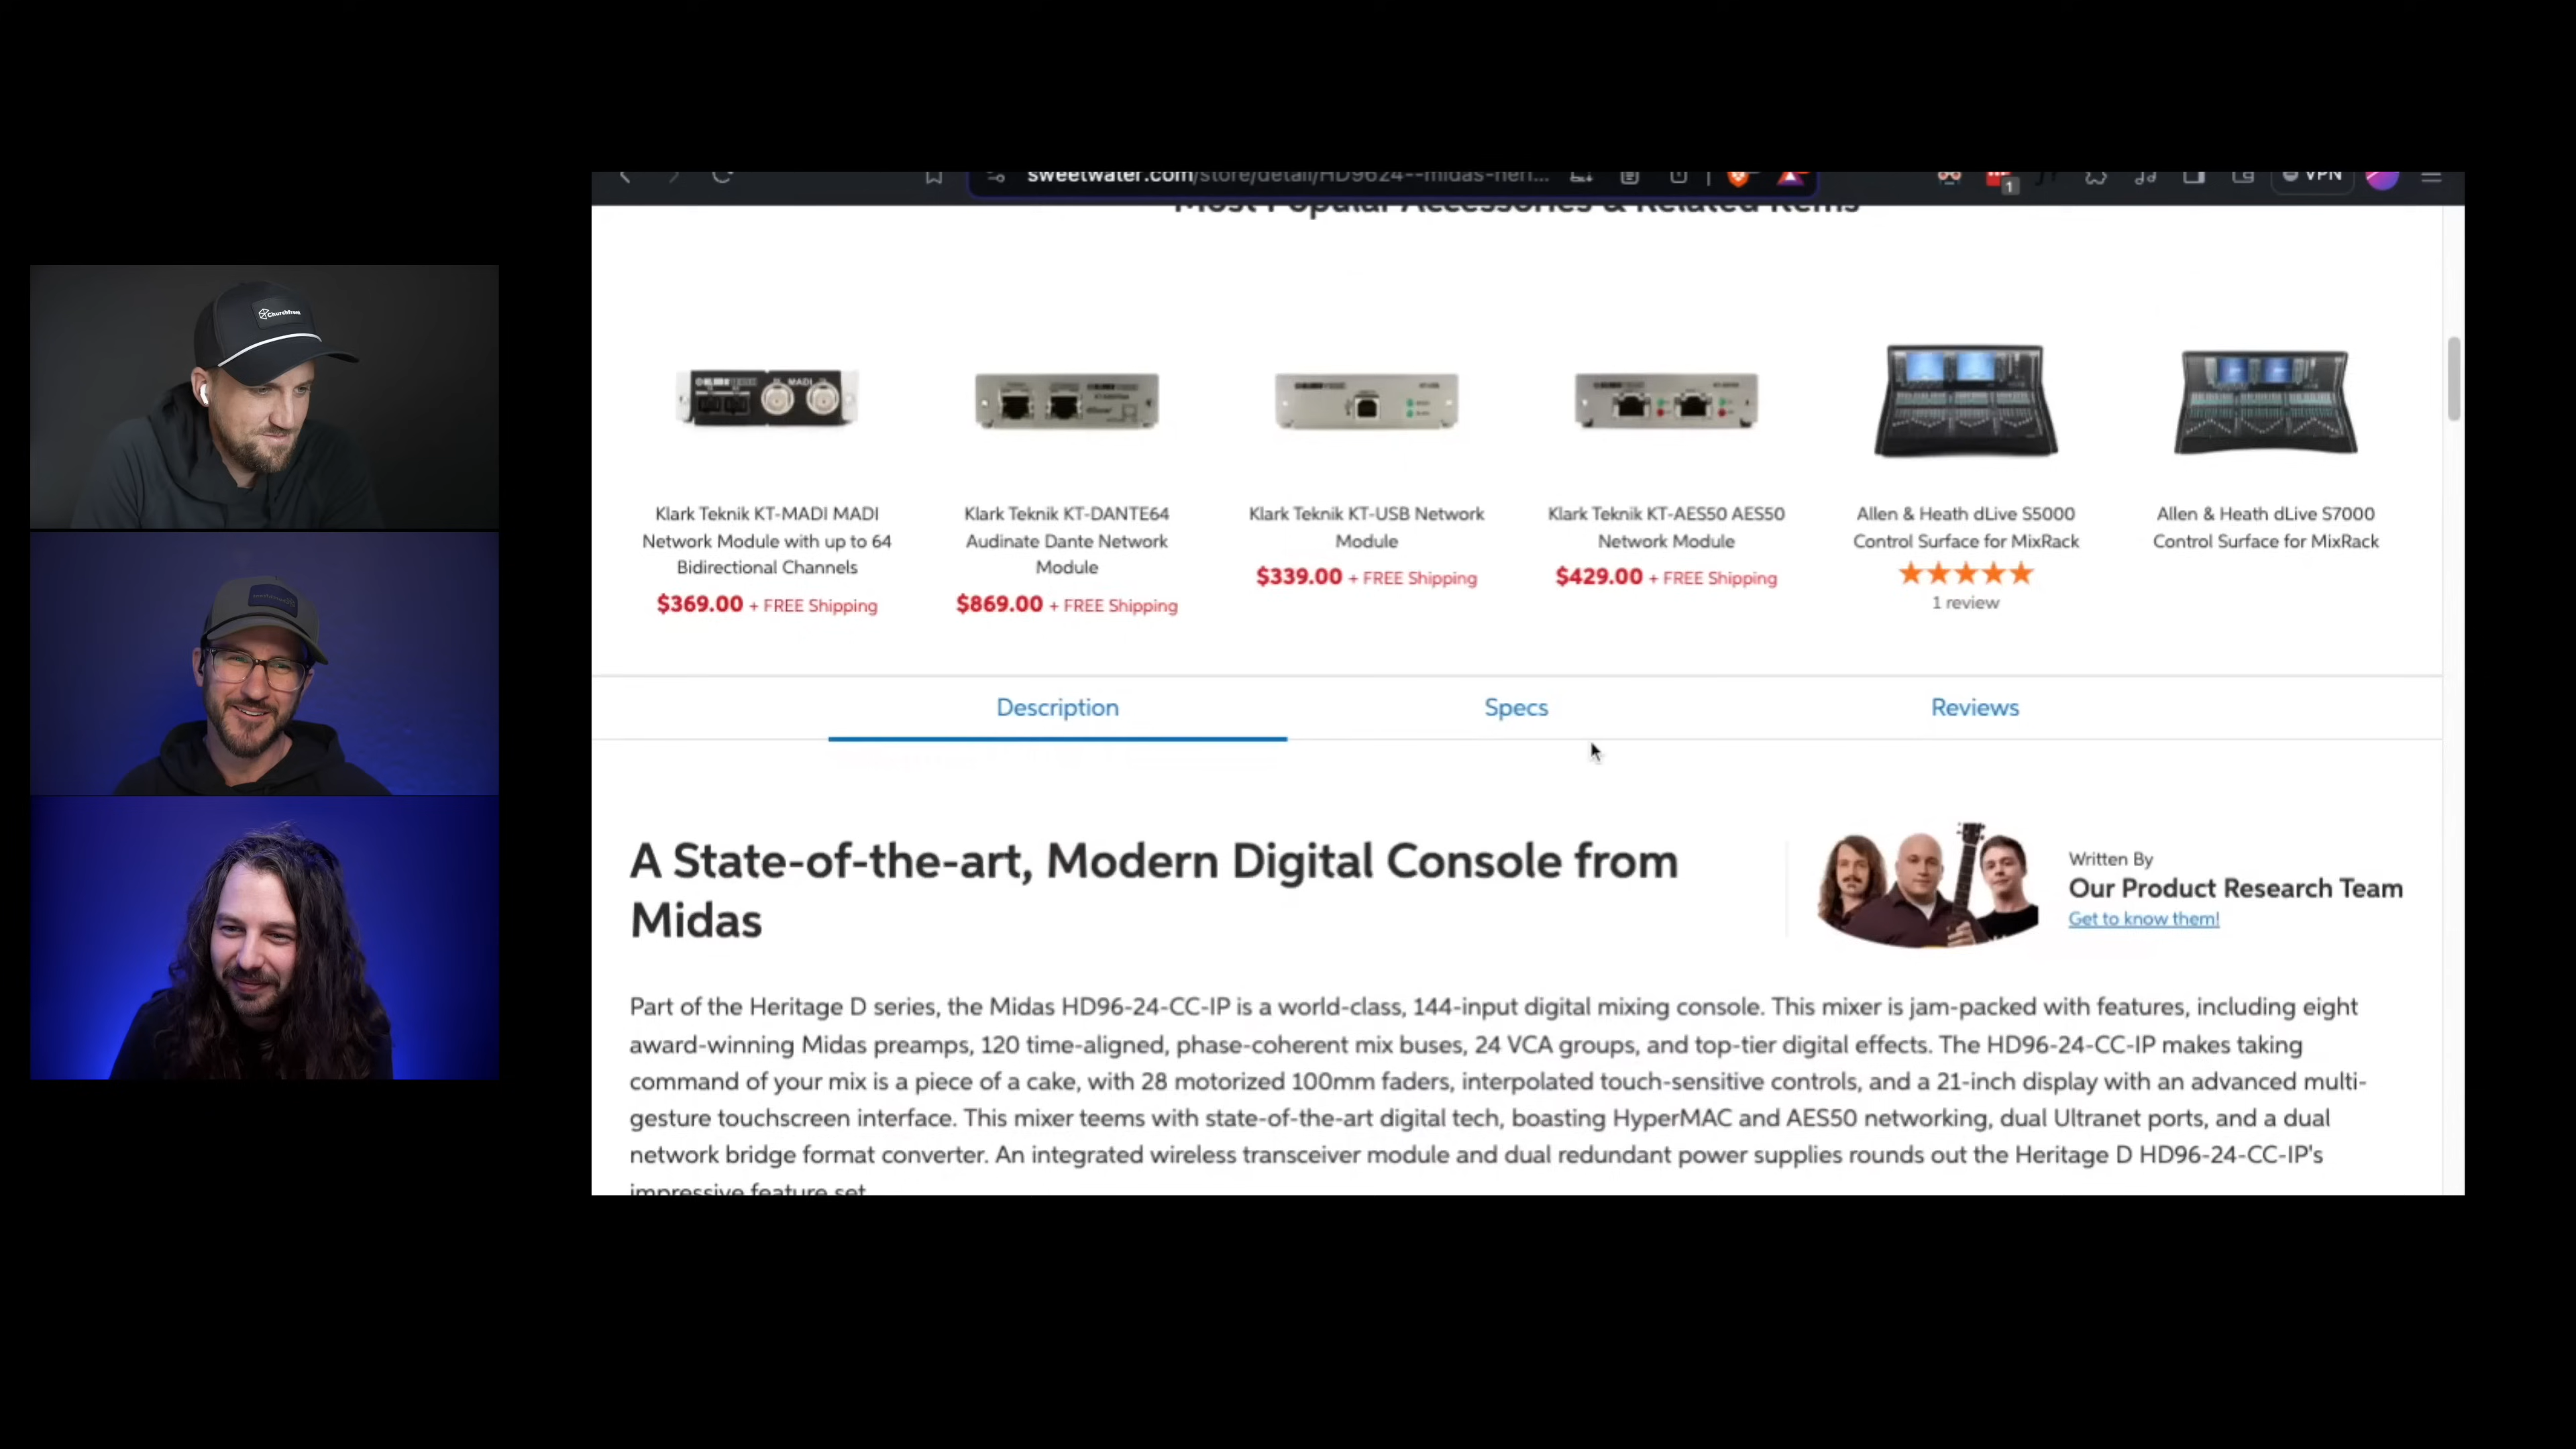 sweetwater.com/store/detail/HD9624--midas-heri...
VPN
1
Most Popular Accessories & Related Items
Churchfront
MADI
Klark Teknik KT-MADI MADI
Network Module with up to 64
Bidirectional Channels
$369.00 + FREE Shipping
Klark Teknik KT-DANTE64
Audinate Dante Network
Module
$869.00 + FREE Shipping
Klark Teknik KT-USB Network
Module
$339.00 + FREE Shipping
Klark Teknik KT-AES50 AES50
Network Module
$429.00 + FREE Shipping
Allen & Heath dLive S5000
Control Surface for MixRack
1 review
Allen & Heath dLive S7000
Control Surface for MixRack
Description
Specs
Reviews
A State-of-the-art, Modern Digital Console from
Midas
Written By
Our Product Research Team
Get to know them!
Part of the Heritage D series, the Midas HD96-24-CC-IP is a world-class, 144-input digital mixing console. This mixer is jam-packed with features, including eight
award-winning Midas preamps, 120 time-aligned, phase-coherent mix buses, 24 VCA groups, and top-tier digital effects. The HD96-24-CC-IP makes taking
command of your mix is a piece of a cake, with 28 motorized 100mm faders, interpolated touch-sensitive controls, and a 21-inch display with an advanced multi-
gesture touchscreen interface. This mixer teems with state-of-the-art digital tech, boasting HyperMAC and AES50 networking, dual Ultranet ports, and a dual
network bridge format converter. An integrated wireless transceiver module and dual redundant power supplies rounds out the Heritage D HD96-24-CC-IP's
impressive feature set.